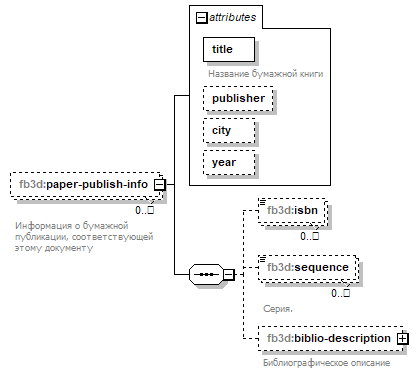 attributes
title
Название бумажной книги
publisher
city
year
fb3d:paper-publish-info
0..□
Информация о бумажной
публикации, соответствующей
этому документу
fb3d:isbn
0..□
fb3d:sequence
0..□
Серия.
fb3d:biblio-description
Библиографическое описание